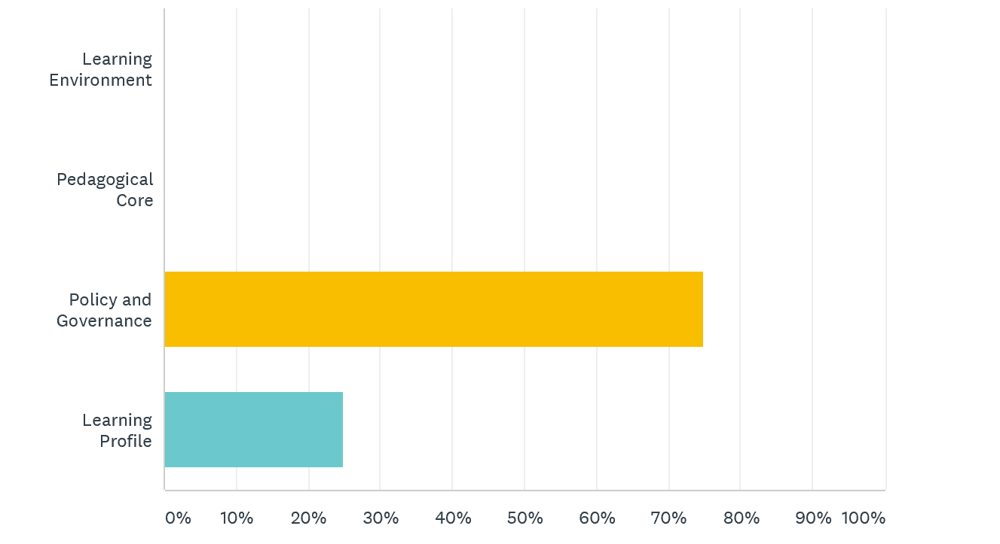 Learning
Environment
Pedagogical
Core
Policy and
Governance
Learning
Profile
0% 10% 20% 30% 40% 50% 60% 70% 80% 90% 100%